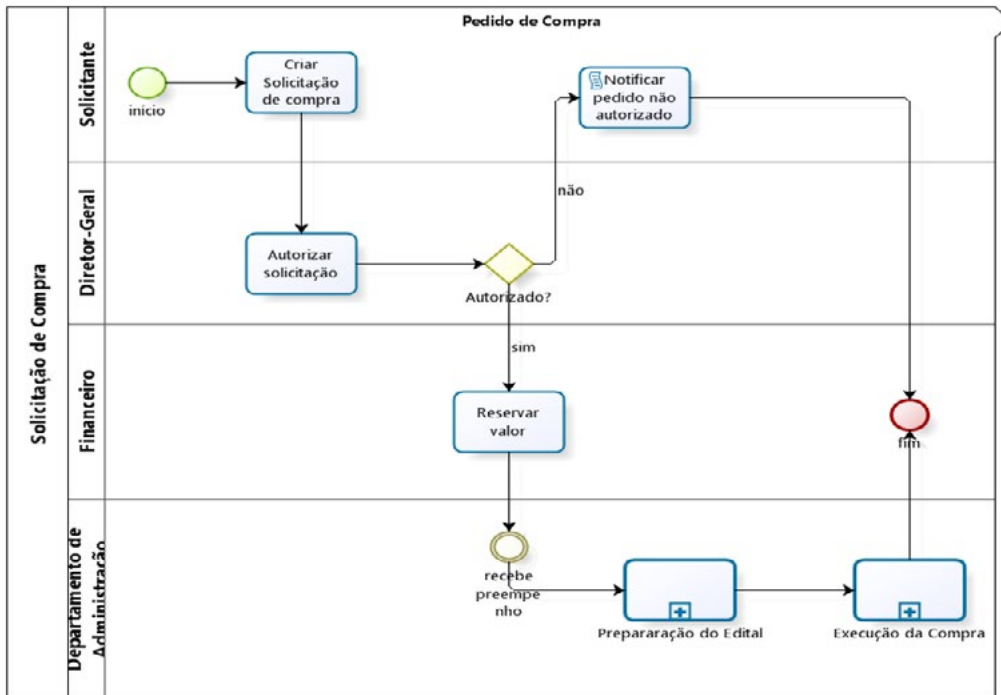 Pedido de Compra
Solicitação de Compra
Solicitante
início
Criar
Solicitação
de compra
Notificar
pedido não
autorizado
Diretor-Geral
Autorizar
solicitação
Autorizado?
não
sim
Financeiro
Reservar
valor
fim
Departamento de
Administração
recebe
preempe
nho
Prepararação do Edital
Execução da Compra